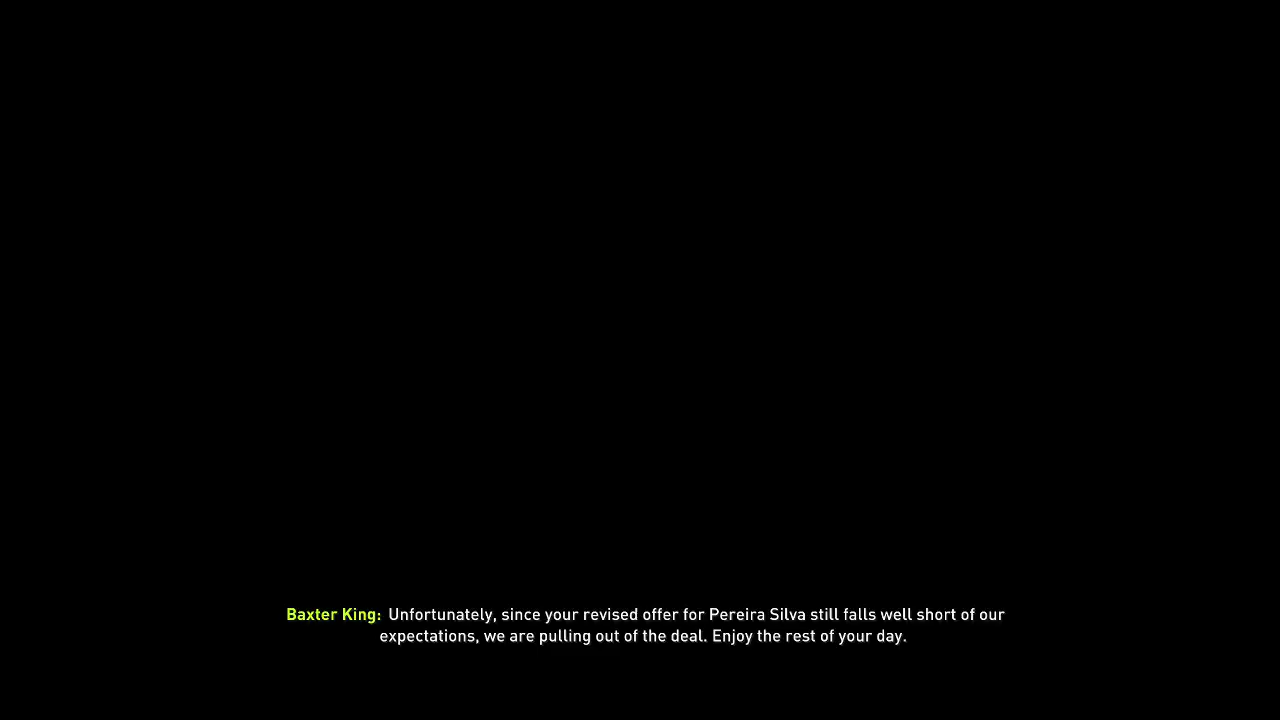 Baxter King: Unfortunately, since your revised offer for Pereira Silva still falls well short of our
expectations, we are pulling out of the deal. Enjoy the rest of your day.